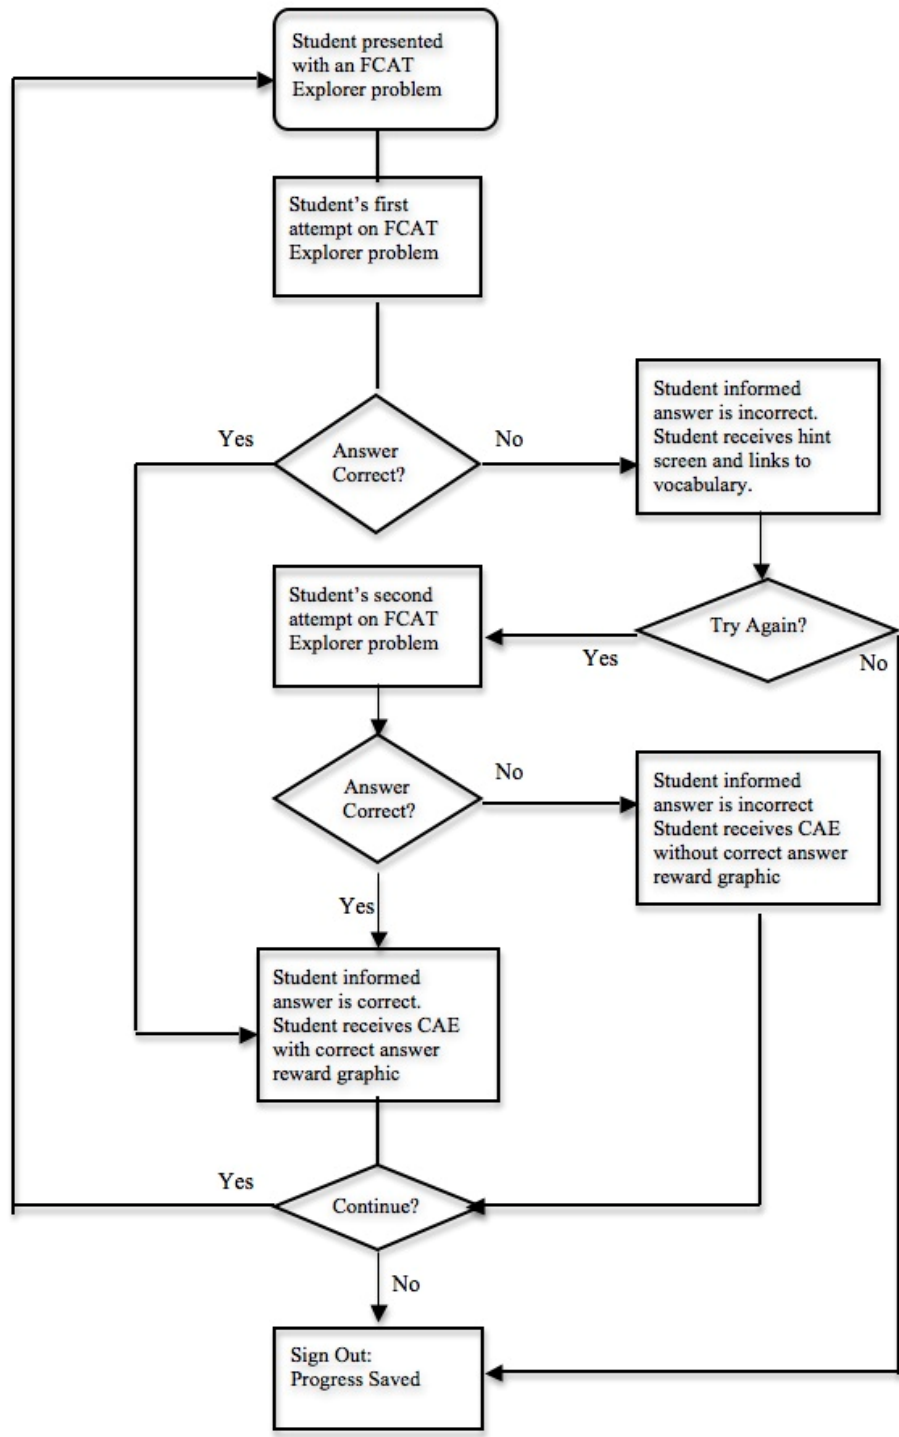 Student presented
with an FCAT
Explorer problem
Student’s first
attempt on FCAT
Explorer problem
Yes
Answer
Correct?
No
Student informed
answer is incorrect.
Student receives hint
screen and links to
vocabulary.
Try Again?
Yes
No
Student’s second
attempt on FCAT
Explorer problem
Answer
Correct?
No
Student informed
answer is incorrect
Student receives CAE
without correct answer
reward graphic
Yes
Student informed
answer is correct.
Student receives CAE
with correct answer
reward graphic
Yes
Continue?
No
Sign Out:
Progress Saved